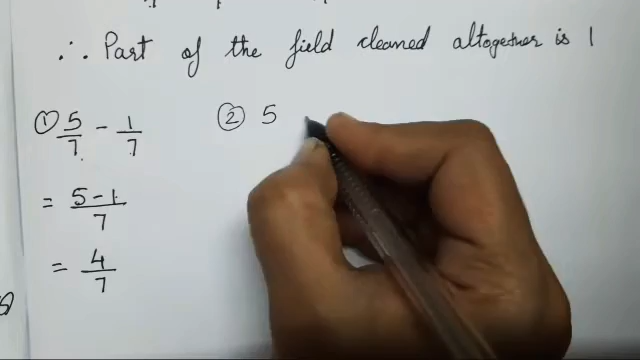 ∴ Part of the field cleaned altogether is 1
① 5/7 - 1/7
= 5-1/7
= 4/7
② 5